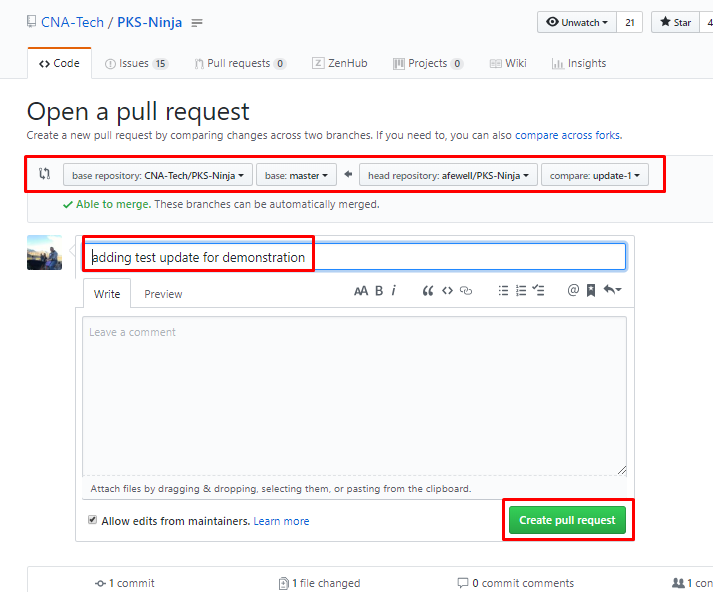 CNA-Tech / PKS-Ninja
Unwatch 21 Star 4
Code Issues 15 Pull requests 0 ZenHub Projects 0 Wiki Insights
Open a pull request
Create a new pull request by comparing changes across two branches. If you need to, you can also compare across forks.
base repository: CNA-Tech/PKS-Ninja base: master head repository: afewell/PKS-Ninja compare: update-1
Able to merge. These branches can be automatically merged.
adding test update for demonstration
Write Preview
AA B i
Leave a comment
Attach files by dragging & dropping, selecting them, or pasting from the clipboard.
Allow edits from maintainers. Learn more
Create pull request
1 commit 1 file changed 0 commit comments 1 con